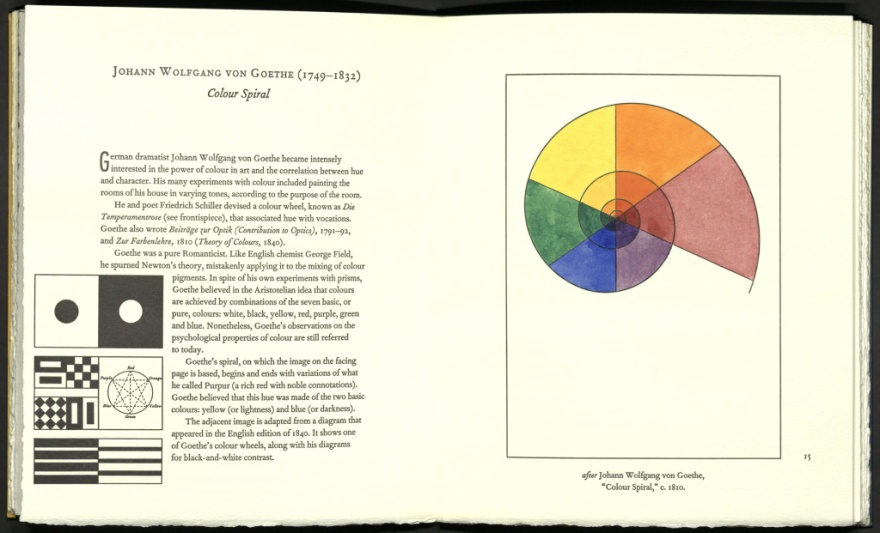 Johann Wolfgang von Goethe (1749–1832)
Colour Spiral
German dramatist Johann Wolfgang von Goethe became intensely
interested in the power of colour in art and the correlation between hue
and character. His many experiments with colour included painting the
rooms of his house in varying tones, according to the purpose of the room.
He and poet Friedrich Schiller devised a colour wheel, known as Die
Temperamentrose (see frontispiece), that associated hue with vocations.
Goethe also wrote Beiträge zur Optik (Contribution to Optics), 1791–92,
and Zur Farbenlehre, 1810 (Theory of Colours, 1840).
Goethe was a pure Romanticist. Like English chemist George Field,
he spurned Newton's theory, mistakenly applying it to the mixing of colour
pigments. In spite of his own experiments with prisms,
Goethe believed in the Aristotelian idea that colours
are achieved by combinations of the seven basic, or
pure, colours: white, black, yellow, red, purple, green
and blue. Nonetheless, Goethe's observations on the
psychological properties of colour are still referred
to today.
Goethe's spiral, on which the image on the facing
page is based, begins and ends with variations of what
he called Purpur (a rich red with noble connotations).
Goethe believed that this hue was made of the two basic
colours: yellow (or lightness) and blue (or darkness).
The adjacent image is adapted from a diagram that
appeared in the English edition of 1840. It shows one
of Goethe's colour wheels, along with his diagrams
for black-and-white contrast.
Red
Purple
Orange
Blue
Yellow
Green
15
after Johann Wolfgang von Goethe,
"Colour Spiral," c. 1810.